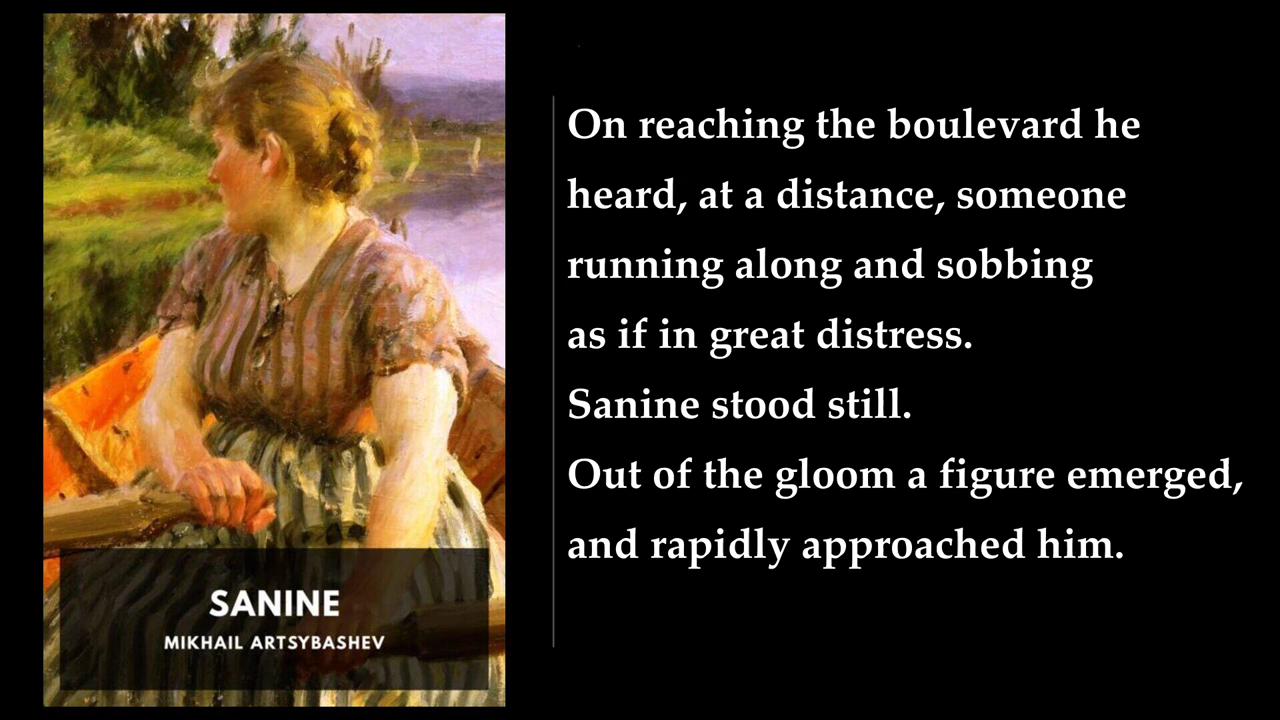 SANINE
MIKHAIL ARTSYBASHEV
On reaching the boulevard he
heard, at a distance, someone
running along and sobbing
as if in great distress.
Sanine stood still.
Out of the gloom a figure emerged,
and rapidly approached him.